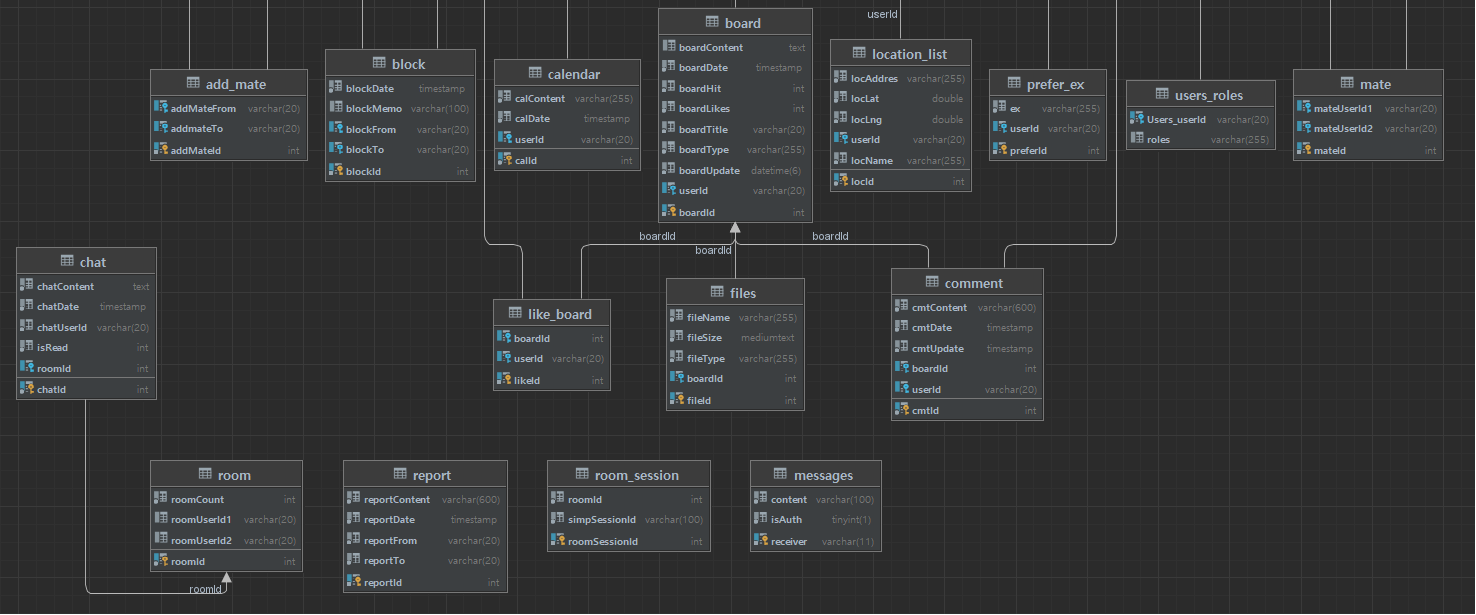 userId
add_mate
addMateFrom varchar(20)
addmateTo varchar(20)
addMateId int
block
blockDate timestamp
blockMemo varchar(100)
blockFrom varchar(20)
blockTo varchar(20)
blockId int
calendar
calContent varchar(255)
calDate timestamp
userId varchar(20)
calId int
board
boardContent text
boardDate timestamp
boardHit int
boardLikes int
boardTitle varchar(20)
boardType varchar(255)
boardUpdate datetime(6)
userId varchar(20)
boardId int
location_list
locAddres varchar(255)
locLat double
locLng double
userId varchar(20)
locName varchar(255)
locId int
prefer_ex
ex varchar(255)
userId varchar(20)
preferId int
users_roles
Users_userId varchar(20)
roles varchar(255)
mate
mateUserId1 varchar(20)
mateUserId2 varchar(20)
mateId int
boardId
boardId
boardId
chat
chatContent text
chatDate timestamp
chatUserId varchar(20)
isRead int
roomId int
chatId int
like_board
boardId int
userId varchar(20)
likeId int
files
fileName varchar(255)
fileSize mediumtext
fileType varchar(255)
boardId int
fileId int
comment
cmtContent varchar(600)
cmtDate timestamp
cmtUpdate timestamp
boardId int
userId varchar(20)
cmtId int
room
roomCount int
roomUserId1 varchar(20)
roomUserId2 varchar(20)
roomId int
roomId
report
reportContent varchar(600)
reportDate timestamp
reportFrom varchar(20)
reportTo varchar(20)
reportId int
room_session
roomId int
simpSessionId varchar(100)
roomSessionId int
messages
content varchar(100)
isAuth tinyint(1)
receiver varchar(11)